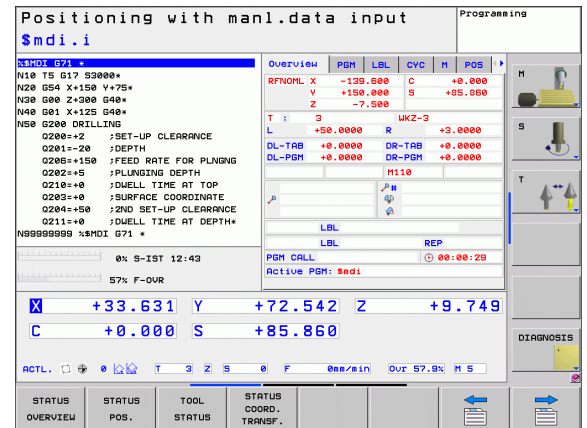 Positioning with manl.data input
Programming
$mdi.i
%$MDI G71 *
N10 T5 G17 S3000*
N20 G54 X+150 Y+75*
N30 G00 Z+300 G40*
N40 G01 X+125 G40*
N50 G200 DRILLING
Q200=+2 ;SET-UP CLEARANCE
Q201=-20 ;DEPTH
Q206=+150 ;FEED RATE FOR PLNGNG
Q202=+5 ;PLUNGING DEPTH
Q210=+0 ;DWELL TIME AT TOP
Q203=+0 ;SURFACE COORDINATE
Q204=+50 ;2ND SET-UP CLEARANCE
Q211=+0 ;DWELL TIME AT DEPTH*
N99999999 %$MDI G71 *
0% S-IST 12:43
57% F-OVR
Overview PGM LBL CYC M POS
RFNOML X -139.600 C +0.000
Y +150.000 S +85.860
Z -7.500
T : 3 WKZ-3
L +50.0000 R +3.0000
DL-TAB +0.0000 DR-TAB +0.0000
DL-PGM +0.0000 DR-PGM +0.0000
M110
#
LBL
LBL REP
PGM CALL 00:00:29
Active PGM: $mdi
X +33.631 Y +72.542 Z +9.749
C +0.000 S +85.860
ACTL. 0 T 3 Z S 0 F 0mm/min Ovr 57.9% M 5
M
S
T
DIAGNOSIS
STATUS OVERVIEW
STATUS POS.
TOOL STATUS
STATUS COORD. TRANSF.